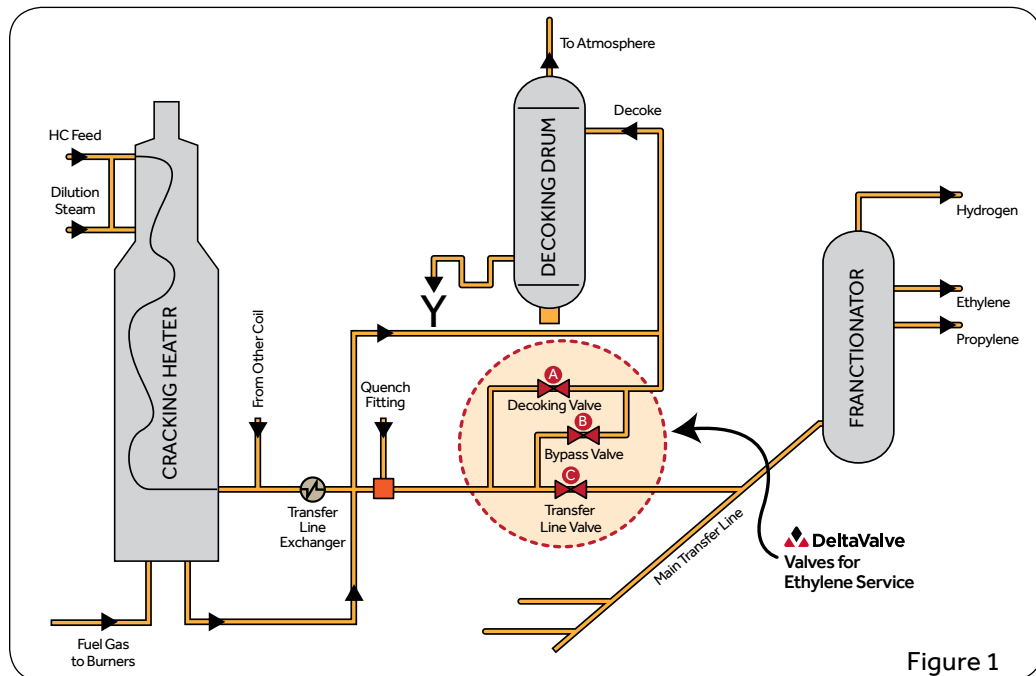 To Atmosphere
HC Feed
Dilution
Steam
CRACKING HEATER
From Other Coil
Transfer
Line
Exchanger
Quench
Fitting
Fuel Gas
to Burners
DECOKING DRUM
Decoke
Y
A
Decoking Valve
B
Bypass Valve
C
Transfer
Line Valve
Main Transfer Line
FRANCTIONATOR
Hydrogen
Ethylene
Propylene
DeltaValve
Valves for
Ethylene Service
Figure 1